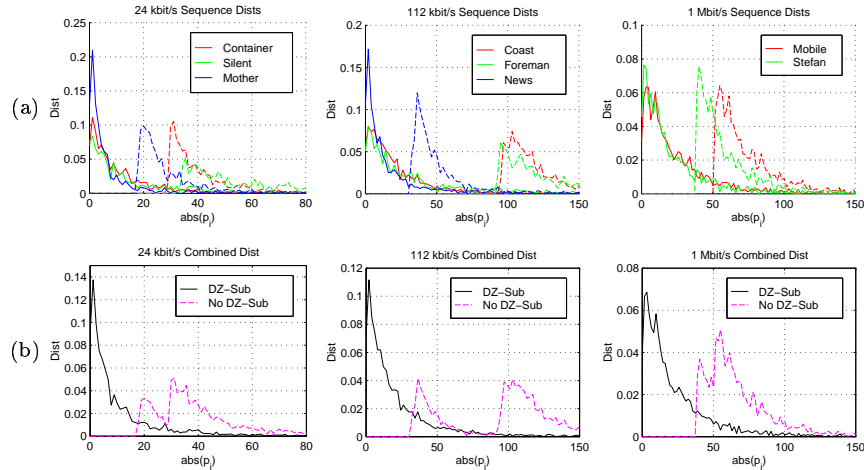 24 kbit/s Sequence Dists
0.25
0.2
0.15
0.1
0.05
0
Dist
Container
Silent
Mother
0 20 40 60 80
abs(p_i)
112 kbit/s Sequence Dists
0.2
0.15
0.1
0.05
0
Dist
Coast
Foreman
News
0 50 100 150
abs(p_i)
1 Mbit/s Sequence Dists
0.1
0.08
0.06
0.04
0.02
0
Dist
Mobile
Stefan
0 50 100 150
abs(p_i)
(a)
24 kbit/s Combined Dist
0.14
0.12
0.1
0.08
0.06
0.04
0.02
0
Dist
DZ-Sub
No DZ-Sub
0 20 40 60 80
abs(p_i)
112 kbit/s Combined Dist
0.12
0.1
0.08
0.06
0.04
0.02
0
Dist
DZ-Sub
No DZ-Sub
0 50 100 150
abs(p_i)
1 Mbit/s Combined Dist
0.08
0.06
0.04
0.02
0
Dist
DZ-Sub
No DZ-Sub
0 50 100 150
abs(p_i)
(b)